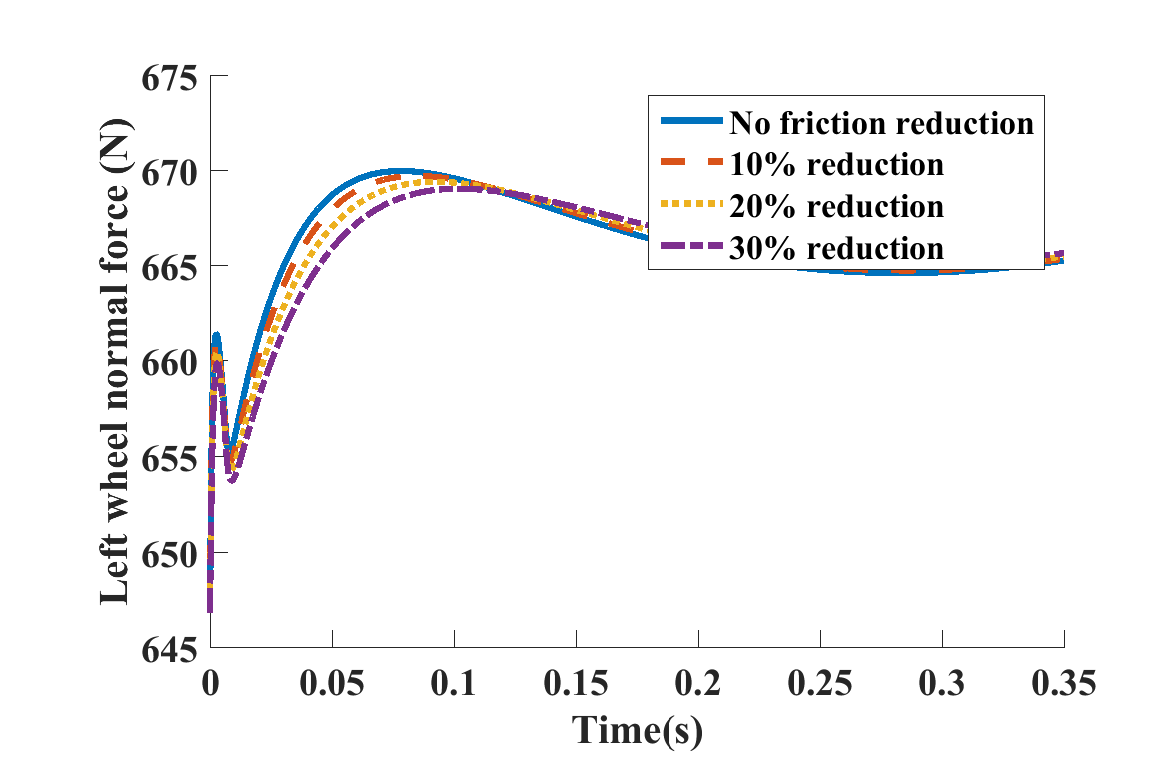 675
670
665
660
655
650
645
Left wheel normal force (N)
No friction reduction
10% reduction
20% reduction
30% reduction
0 0.05 0.1 0.15 0.2 0.25 0.3 0.35
Time(s)